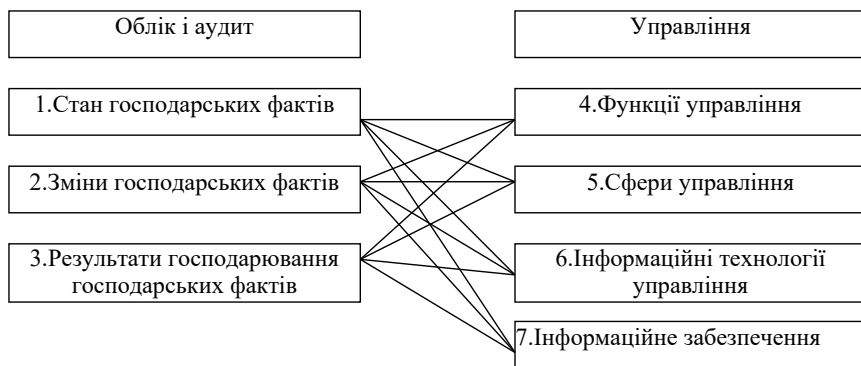 Облік і аудит
Управління
1.Стан господарських фактів
4.Функції управління
2.Зміни господарських фактів
5.Сфери управління
3.Результати господарювання
господарських фактів
6.Інформаційні технології
управління
7.Інформаційне забезпечення